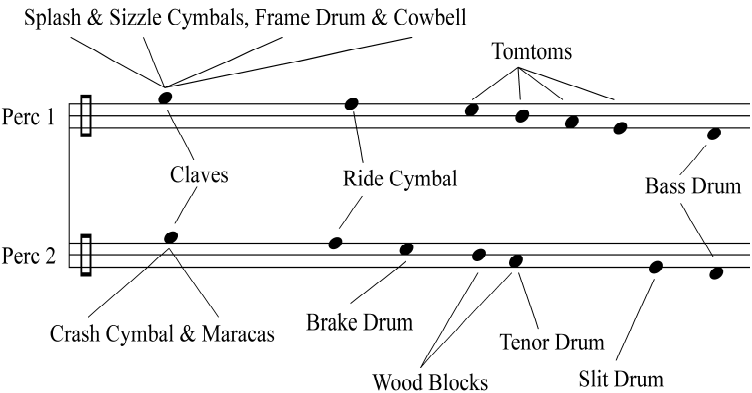 Splash & Sizzle Cymbals, Frame Drum & Cowbell
Tomtoms
Perc 1
Claves
Ride Cymbal
Bass Drum
Perc 2
Crash Cymbal & Maracas
Brake Drum
Tenor Drum
Wood Blocks
Slit Drum